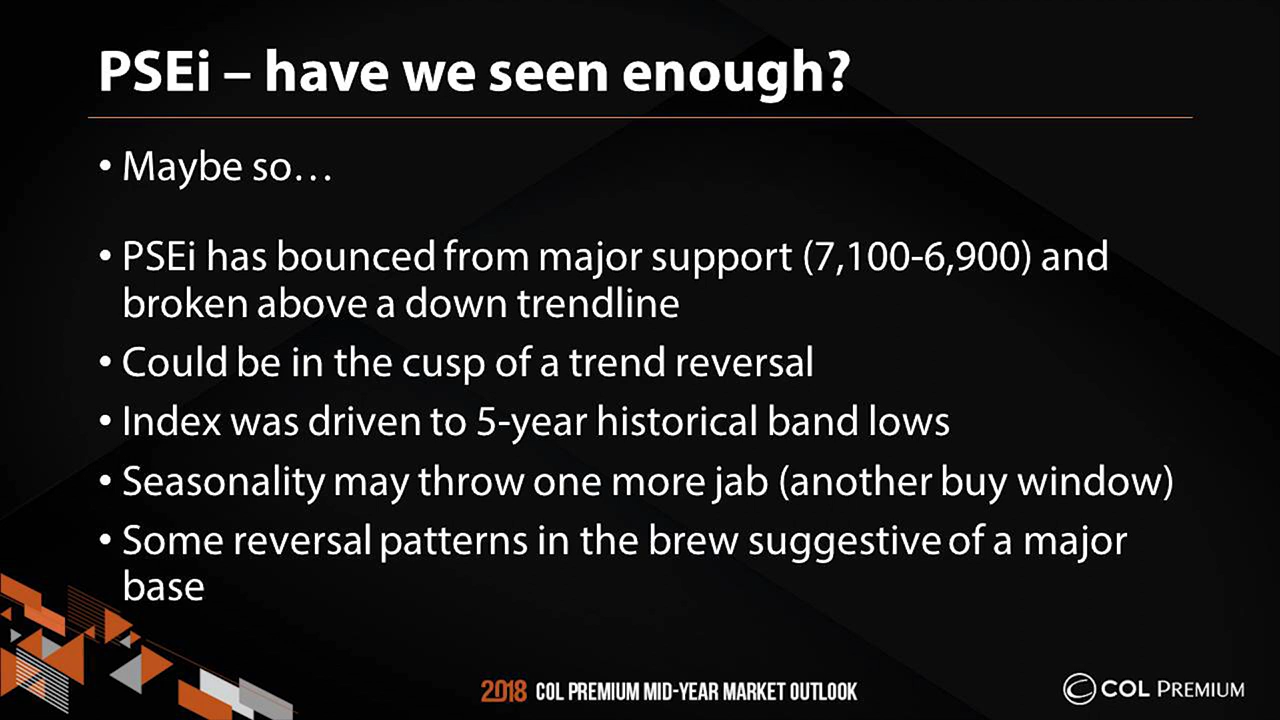 PSEi – have we seen enough?
• Maybe so…
• PSEi has bounced from major support (7,100-6,900) and
broken above a down trendline
• Could be in the cusp of a trend reversal
• Index was driven to 5-year historical band lows
• Seasonality may throw one more jab (another buy window)
• Some reversal patterns in the brew suggestive of a major
base
2018 COL PREMIUM MID-YEAR MARKET OUTLOOK
COL PREMIUM